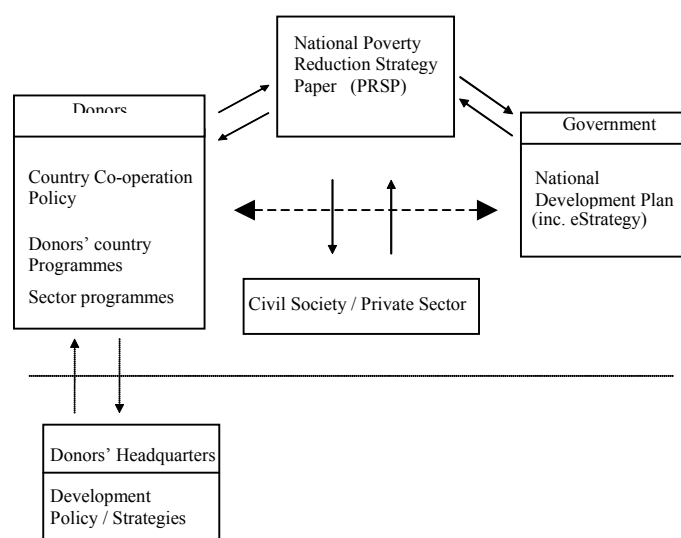 National Poverty
Reduction Strategy
Paper (PRSP)
Donors
Country Co-operation
Policy
Donors' country
Programmes
Sector programmes
Government
National
Development Plan
(inc. eStrategy)
Civil Society / Private Sector
Donors' Headquarters
Development
Policy / Strategies